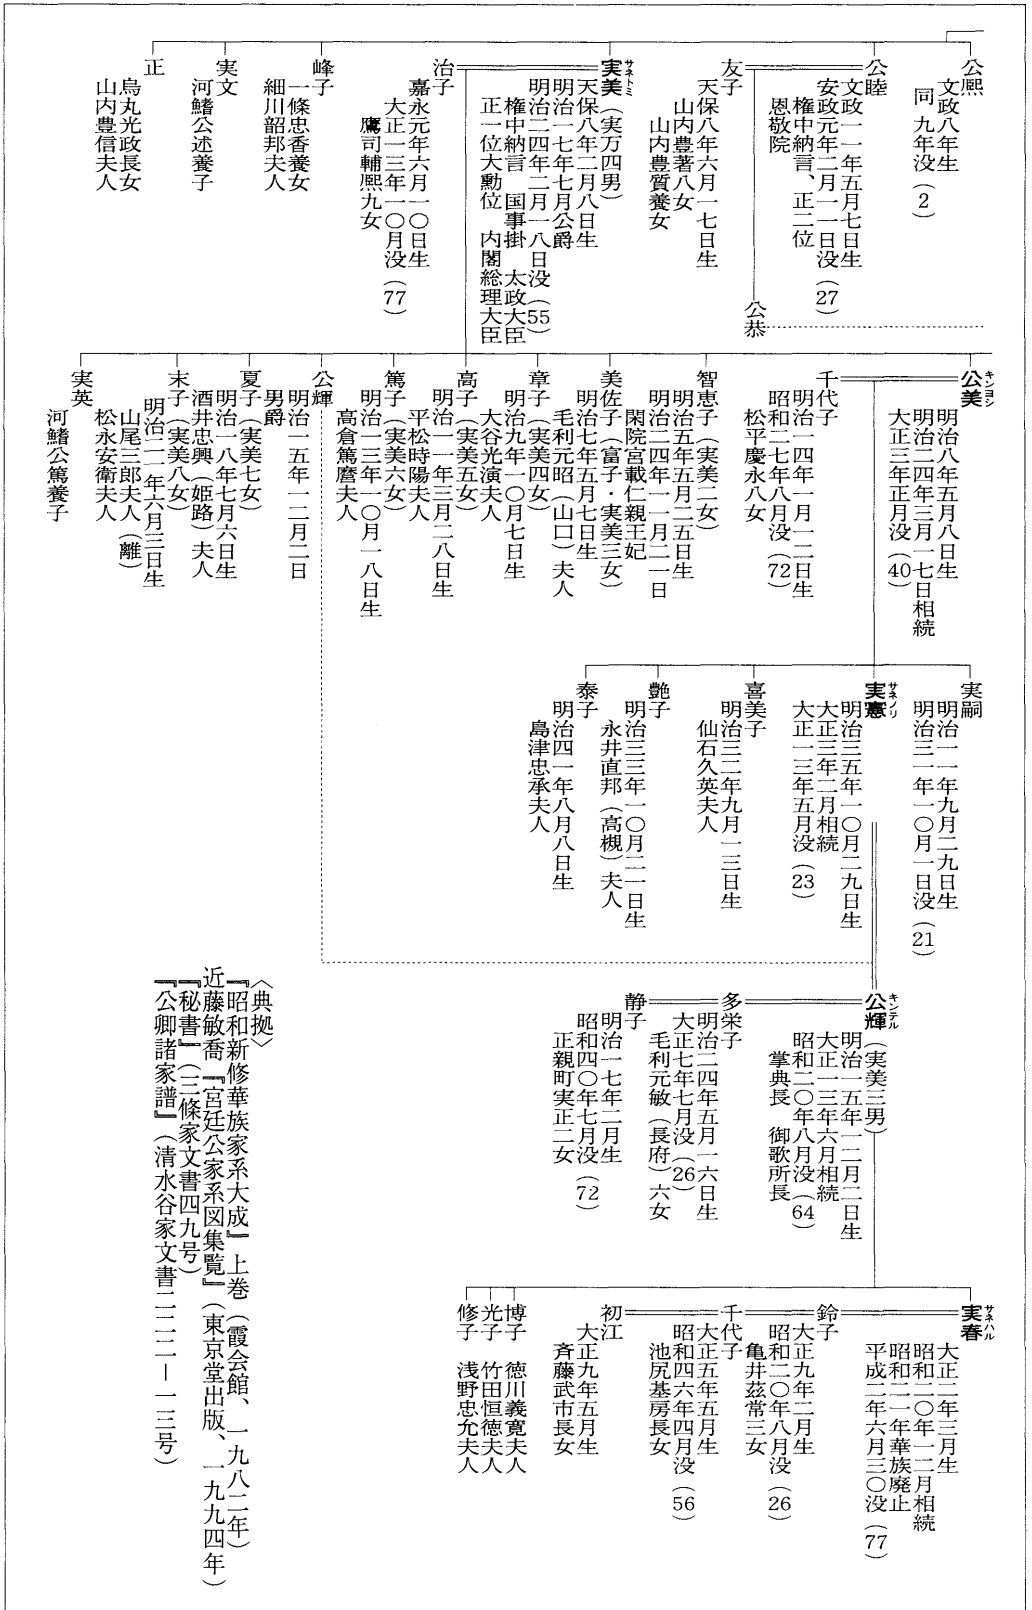 公熙
文政八年生
同九年没(2)
公睦
文政一一年五月七日生
安政元年二月一一日没(27)
権中納言、正二位
恩敬院
友子
天保八年六月一七日生
山内豊著八女
山内豊質養女
公恭
サネトミ
実美(実万四男)
天保八年二月八日生
明治一七年七月公爵
明治二四年二月一八日没(55)
権中納言 国事掛 太政大臣
正一位大勲位 内閣総理大臣
治子
嘉永元年六月一〇日生
大正一三年一〇月没(77)
鷹司輔熙九女
峰子
一條忠香養女
細川韶邦夫人
実文
河鰭公述養子
正
烏丸光政長女
山内豊信夫人
キンヨシ
公美
明治八年五月八日生
明治二四年三月一七日相続
大正三年正月没(40)
千代子
明治一四年一月一二日生
昭和二七年八月没(72)
松平慶永八女
智恵子(実美二女)
明治五年五月二五日生
明治二四年一一月二一日
閑院宮載仁親王妃
美佐子(富子・実美三女)
明治七年五月七日生
毛利元昭(山口)夫人
章子(実美四女)
明治九年一〇月七日生
大谷光演夫人
高子(実美五女)
明治一一年三月二八日生
平松時陽夫人
篤子(実美六女)
明治一三年一〇月一八日生
高倉篤麿夫人
公輝
明治一五年一二月二日
男爵
夏子(実美七女)
明治一八年七月六日生
酒井忠興(姫路)夫人
末子(実美八女)
明治二一年六月三日生
山尾三郎夫人(離)
松永安衛夫人
実英
河鰭公篤養子
実嗣
明治一一年九月二九日生
明治三一年一〇月一日没(21)
サネノリ
実憲
明治三五年一〇月二九日生
大正三年二月相続
大正一三年五月没(23)
喜美子
明治三二年九月一三日生
仙石久英夫人
艶子
明治三三年一〇月二一日生
永井直邦(高槻)夫人
泰子
明治四一年八月八日生
島津忠承夫人
キンテル
公輝(実美三男)
明治一五年一二月二日生
大正一三年六月相続
昭和二〇年八月没(64)
掌典長 御歌所長
多栄子
明治二四年五月一六日生
大正七年七月没(26)
毛利元敏(長府)六女
静子
明治一七年二月生
昭和四〇年七月没(72)
正親町実正二女
サネハル
実春
大正二年三月生
昭和二〇年一二月相続
昭和二一年華族廃止
平成二年六月三〇没(77)
鈴子
大正九年二月生
昭和二〇年八月没(26)
亀井茲常三女
千代子
大正五年五月生
昭和四六年四月没(56)
池尻基房長女
初江
大正九年五月生
斉藤武市長女
博子 徳川義寛夫人
光子 竹田恒徳夫人
修子 浅野忠允夫人
〈典拠〉
『昭和新修華族家系大成』上巻(霞会館、一九八二年)
近藤敏喬『宮廷公家系図集覧』(東京堂出版、一九九四年)
『秘書』(三條家文書四九号)
『公卿諸家譜』(清水谷家文書二二二―一三号)